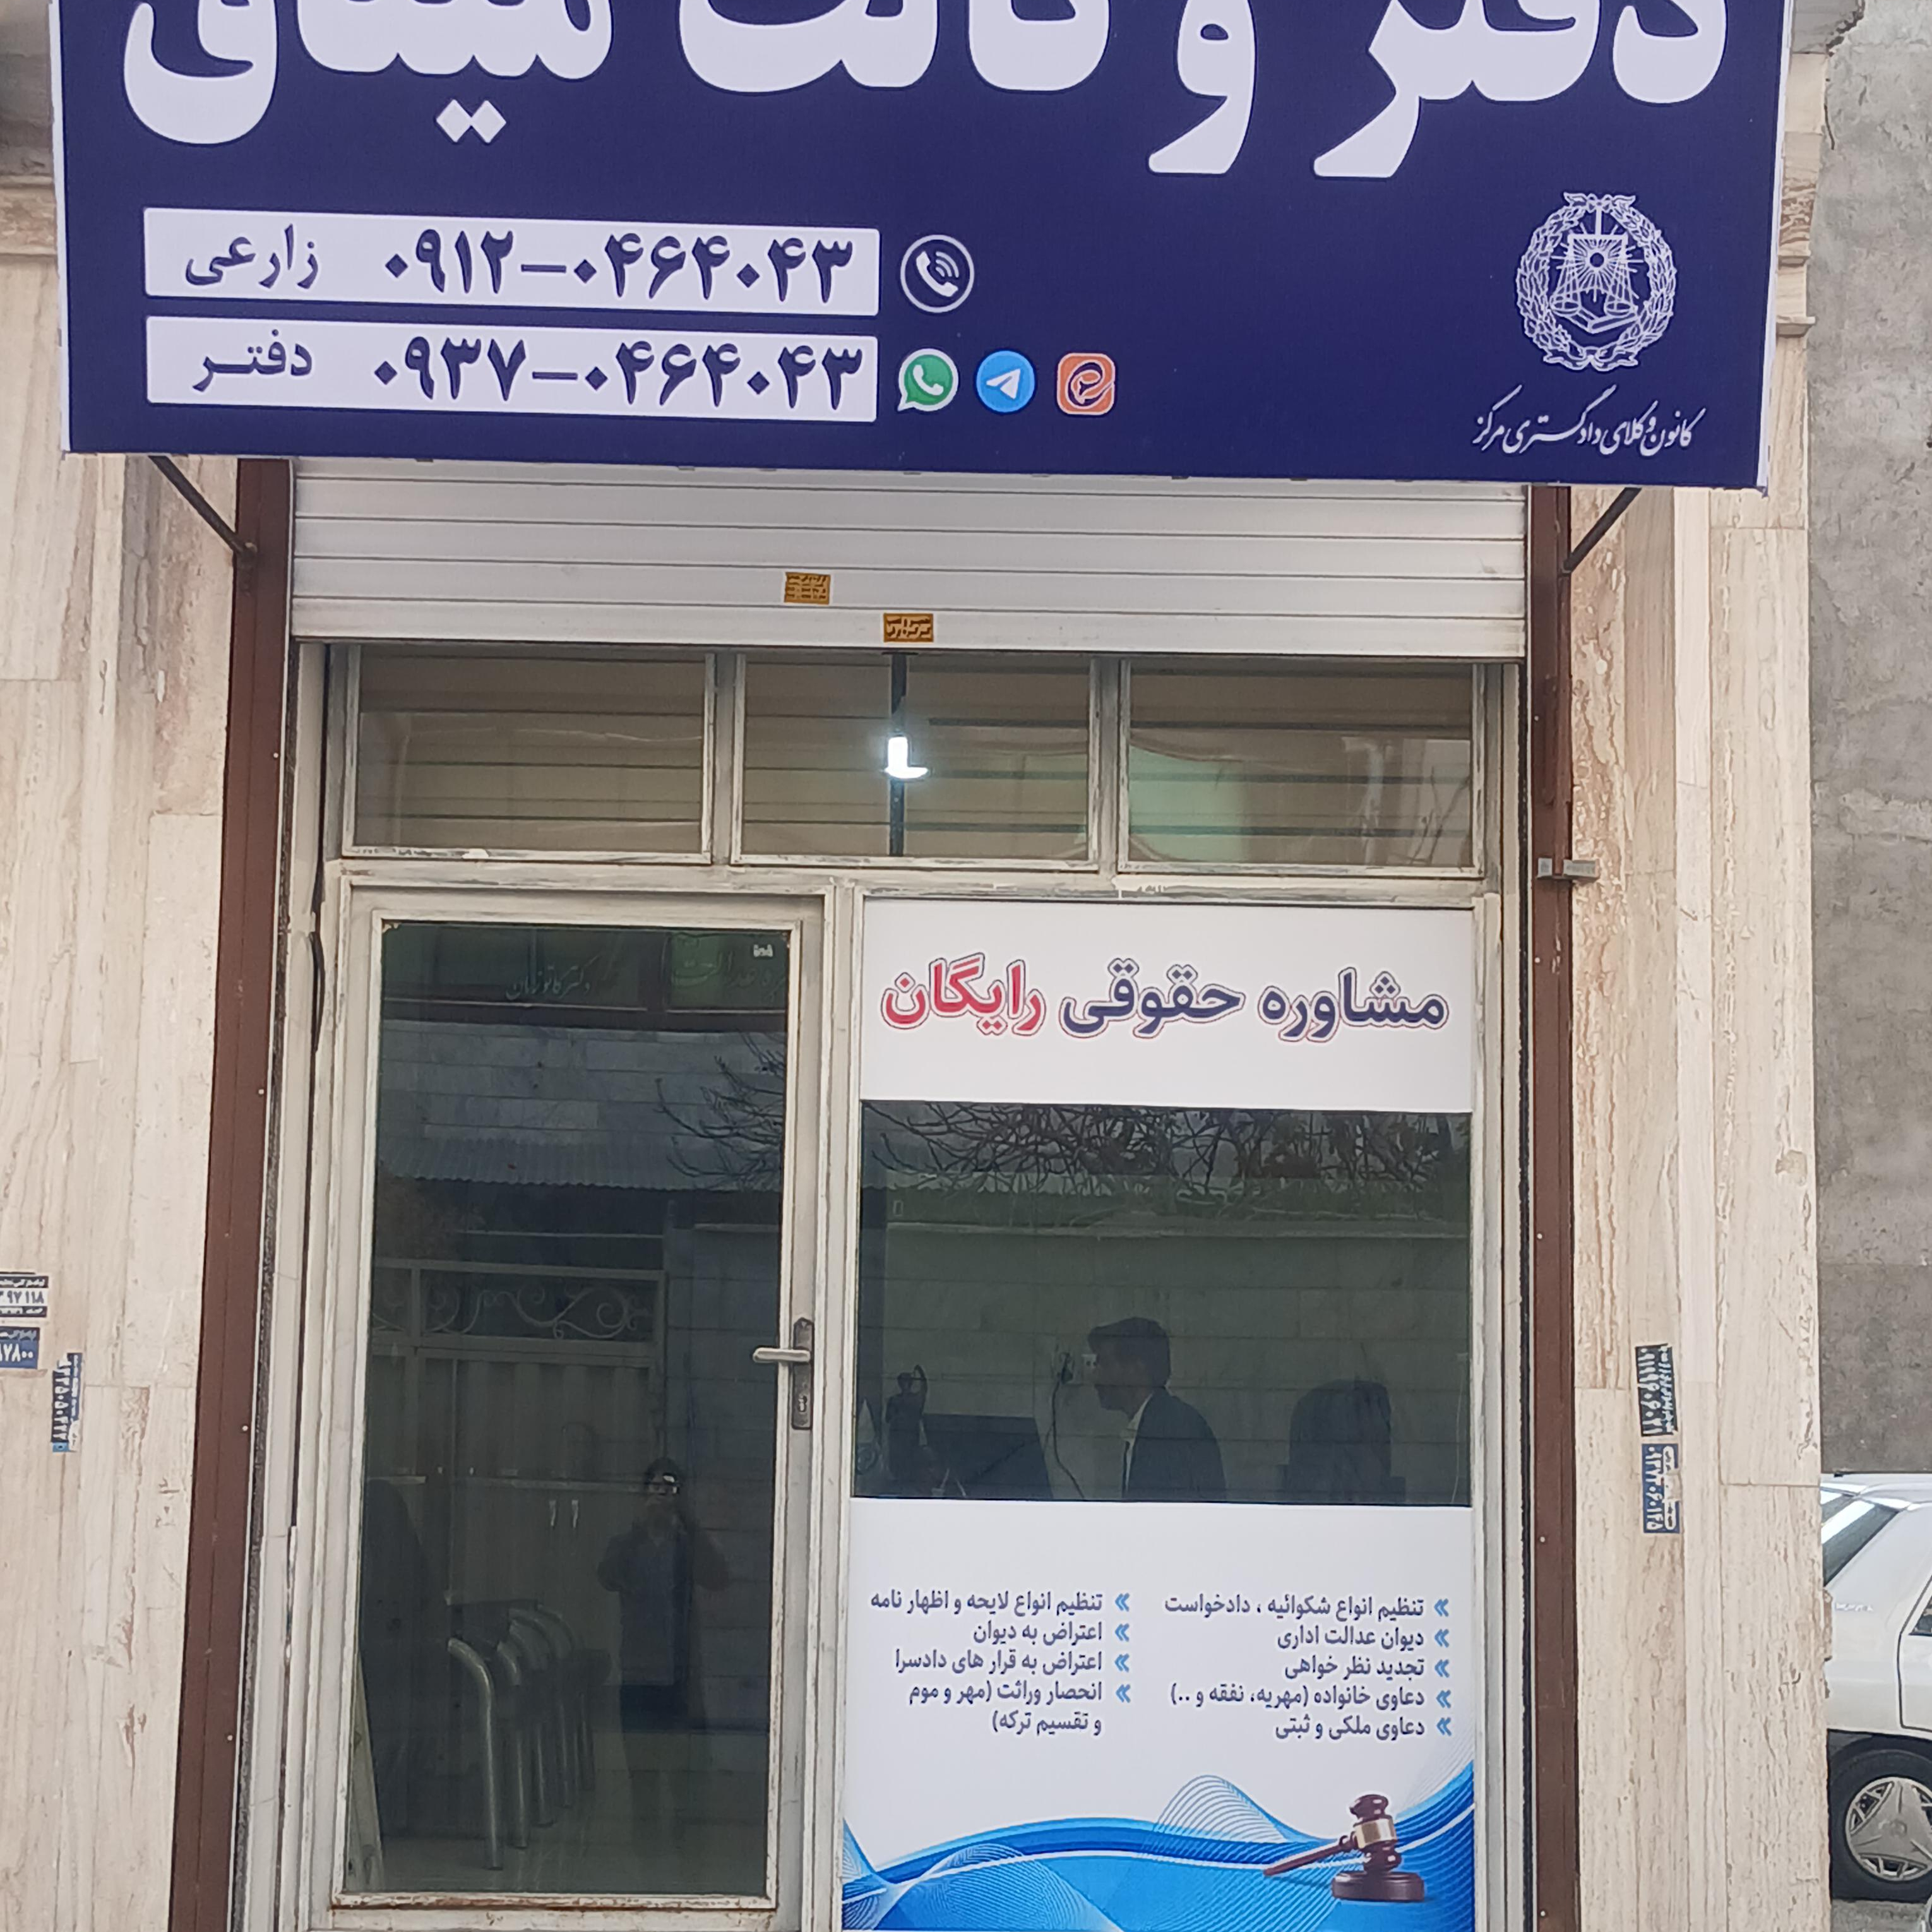 دفتر وکالت میثاق
۰۹۱۲-۰۴۶۴۰۴۳ زارعی
۰۹۳۷-۰۴۶۴۰۴۳ دفتر
کانون وکلای دادگستری مرکز
مشاوره حقوقی رایگان
تنظیم انواع شکوائیه ، دادخواست
دیوان عدالت اداری
تجدید نظر خواهی
دعاوی خانواده (مهریه، نفقه و ..)
دعاوی ملکی و ثبتی
تنظیم انواع لایحه و اظهار نامه
اعتراض به دیوان
اعتراض به قرار های دادسرا
انحصار وراثت (مهر و موم
و تقسیم ترکه)